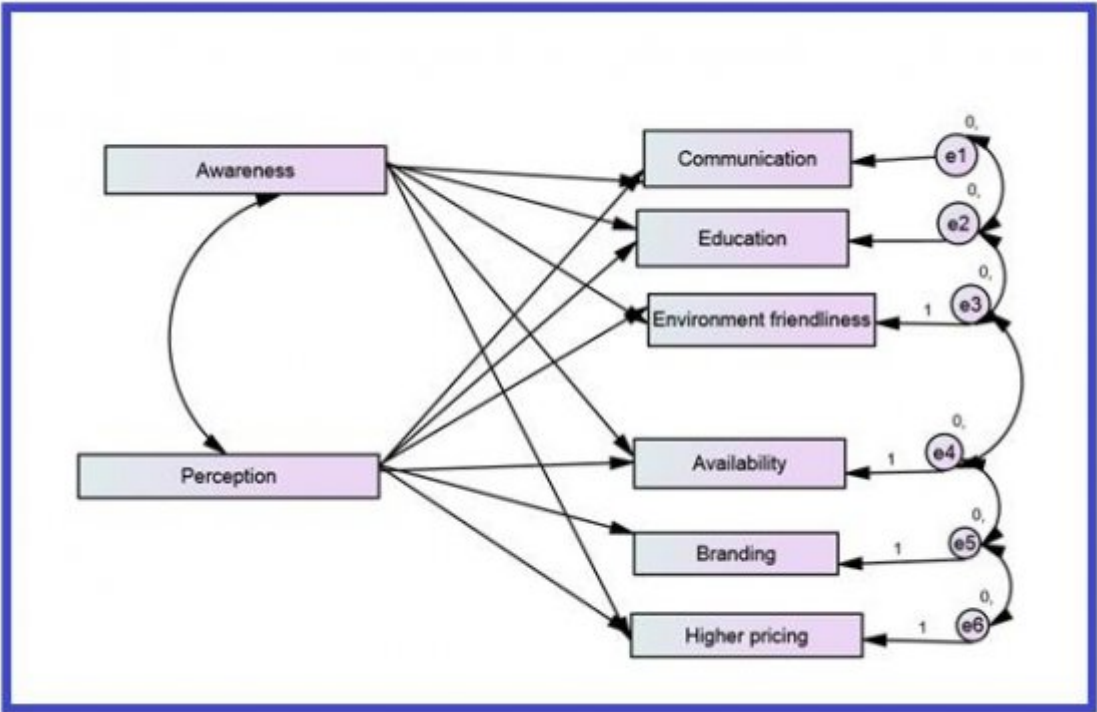 Awareness
Perception
Communication
Education
Environment friendliness
Availability
Branding
Higher pricing
0,
e1
0,
e2
0,
e3
1
0,
e4
1
0,
e5
1
0,
e6
1